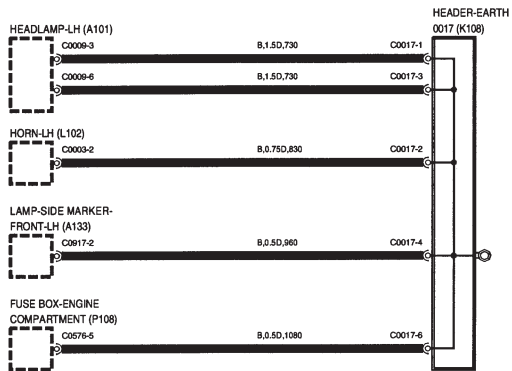 HEADER-EARTH
0017 (K108)
HEADLAMP-LH (A101)
C0009-3 B,1.5D,730 C0017-1
C0009-6 B,1.5D,730 C0017-3
HORN-LH (L102)
C0003-2 B,0.75D,830 C0017-2
LAMP-SIDE MARKER-
FRONT-LH (A133)
C0917-2 B,0.5D,960 C0017-4
FUSE BOX-ENGINE
COMPARTMENT (P108)
C0576-5 B,0.5D,1080 C0017-6